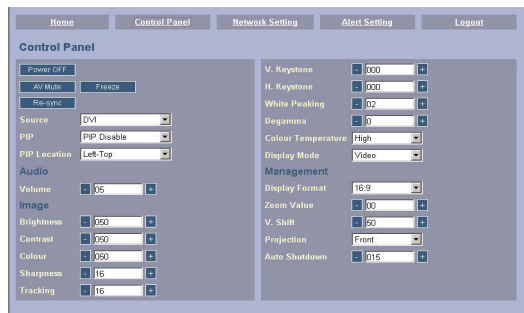 Home Control Panel Network Setting Alert Setting Logout
Control Panel
Power OFF
AV Mute Freeze
Re-sync
Source DVI
PIP PIP Disable
PIP Location Left-Top
Audio
Volume - 05 +
Image
Brightness - 050 +
Contrast - 050 +
Colour - 050 +
Sharpness - 16 +
Tracking - 16 +
V. Keystone - 000 +
H. Keystone - 000 +
White Peaking - 02 +
Degamma - 0 +
Colour Temperature High
Display Mode Video
Management
Display Format 16:9
Zoom Value - 00 +
V. Shift - 50 +
Projection Front
Auto Shutdown - 015 +